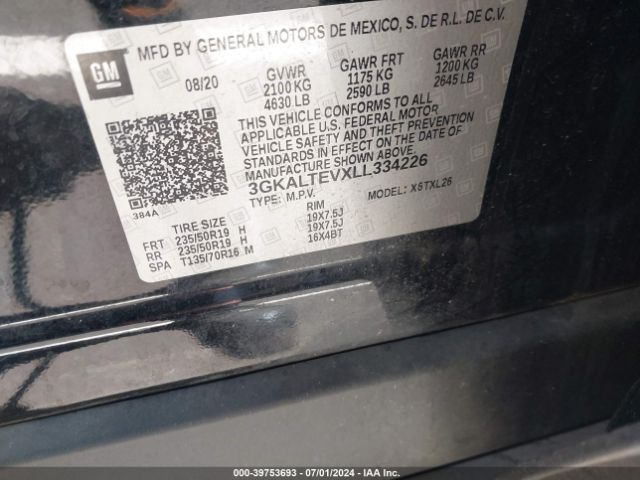 GM
MFD BY GENERAL MOTORS DE MEXICO, S. DE R.L. DE C.V.
08/20 GVWR GAWR FRT GAWR RR
2100 KG 1175 KG 1200 KG
4630 LB 2590 LB 2645 LB
THIS VEHICLE CONFORMS TO ALL
APPLICABLE U.S. FEDERAL MOTOR
VEHICLE SAFETY AND THEFT PREVENTION
STANDARDS IN EFFECT ON THE DATE OF
MANUFACTURE SHOWN ABOVE.
3GKALTEVXLL334226
TYPE: M.P.V. MODEL: XSTXL26
384A
TIRE SIZE RIM
FRT 235/50R19 H 19X7.5J
RR 235/50R19 H 19X7.5J
SPA T135/70R16 M 16X4BT
000-39753693 - 07/01/2024 - IAAI.COM